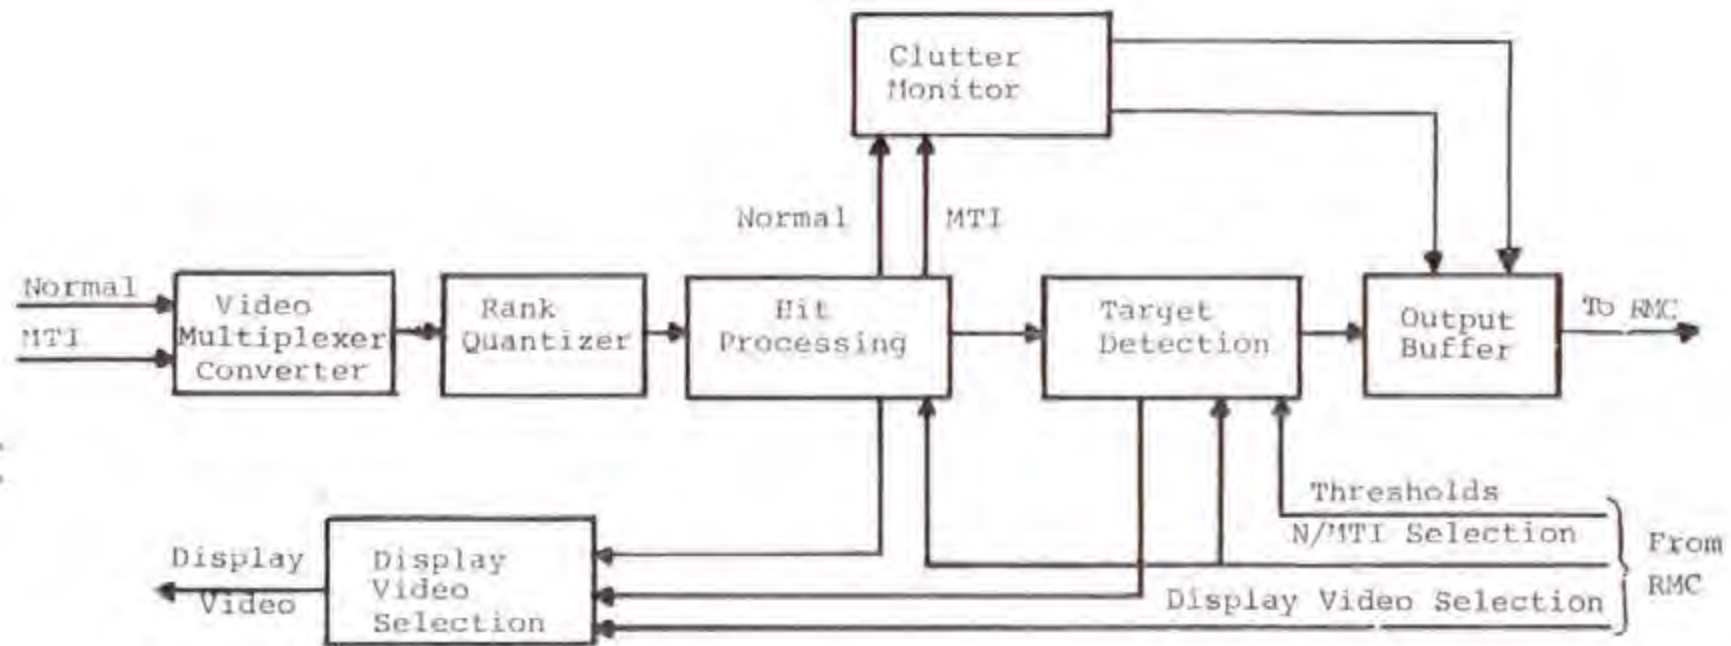 Clutter
Monitor
Normal
MTI
Normal
MTI
Video
Multiplexer
Converter
Rank
Quantizer
Hit
Processing
Target
Detection
Output
Buffer
To RMC
Thresholds
N/MTI Selection
From
RMC
Display Video Selection
Display
Video
Display
Video
Selection